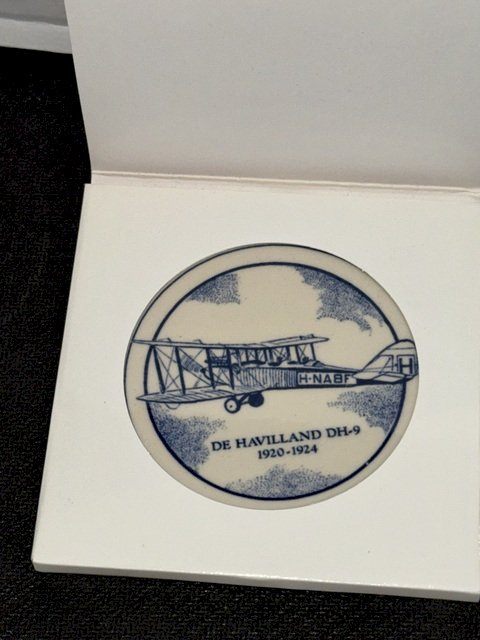 H
H-NABF
DE HAVILLAND DH-9
1920-1924